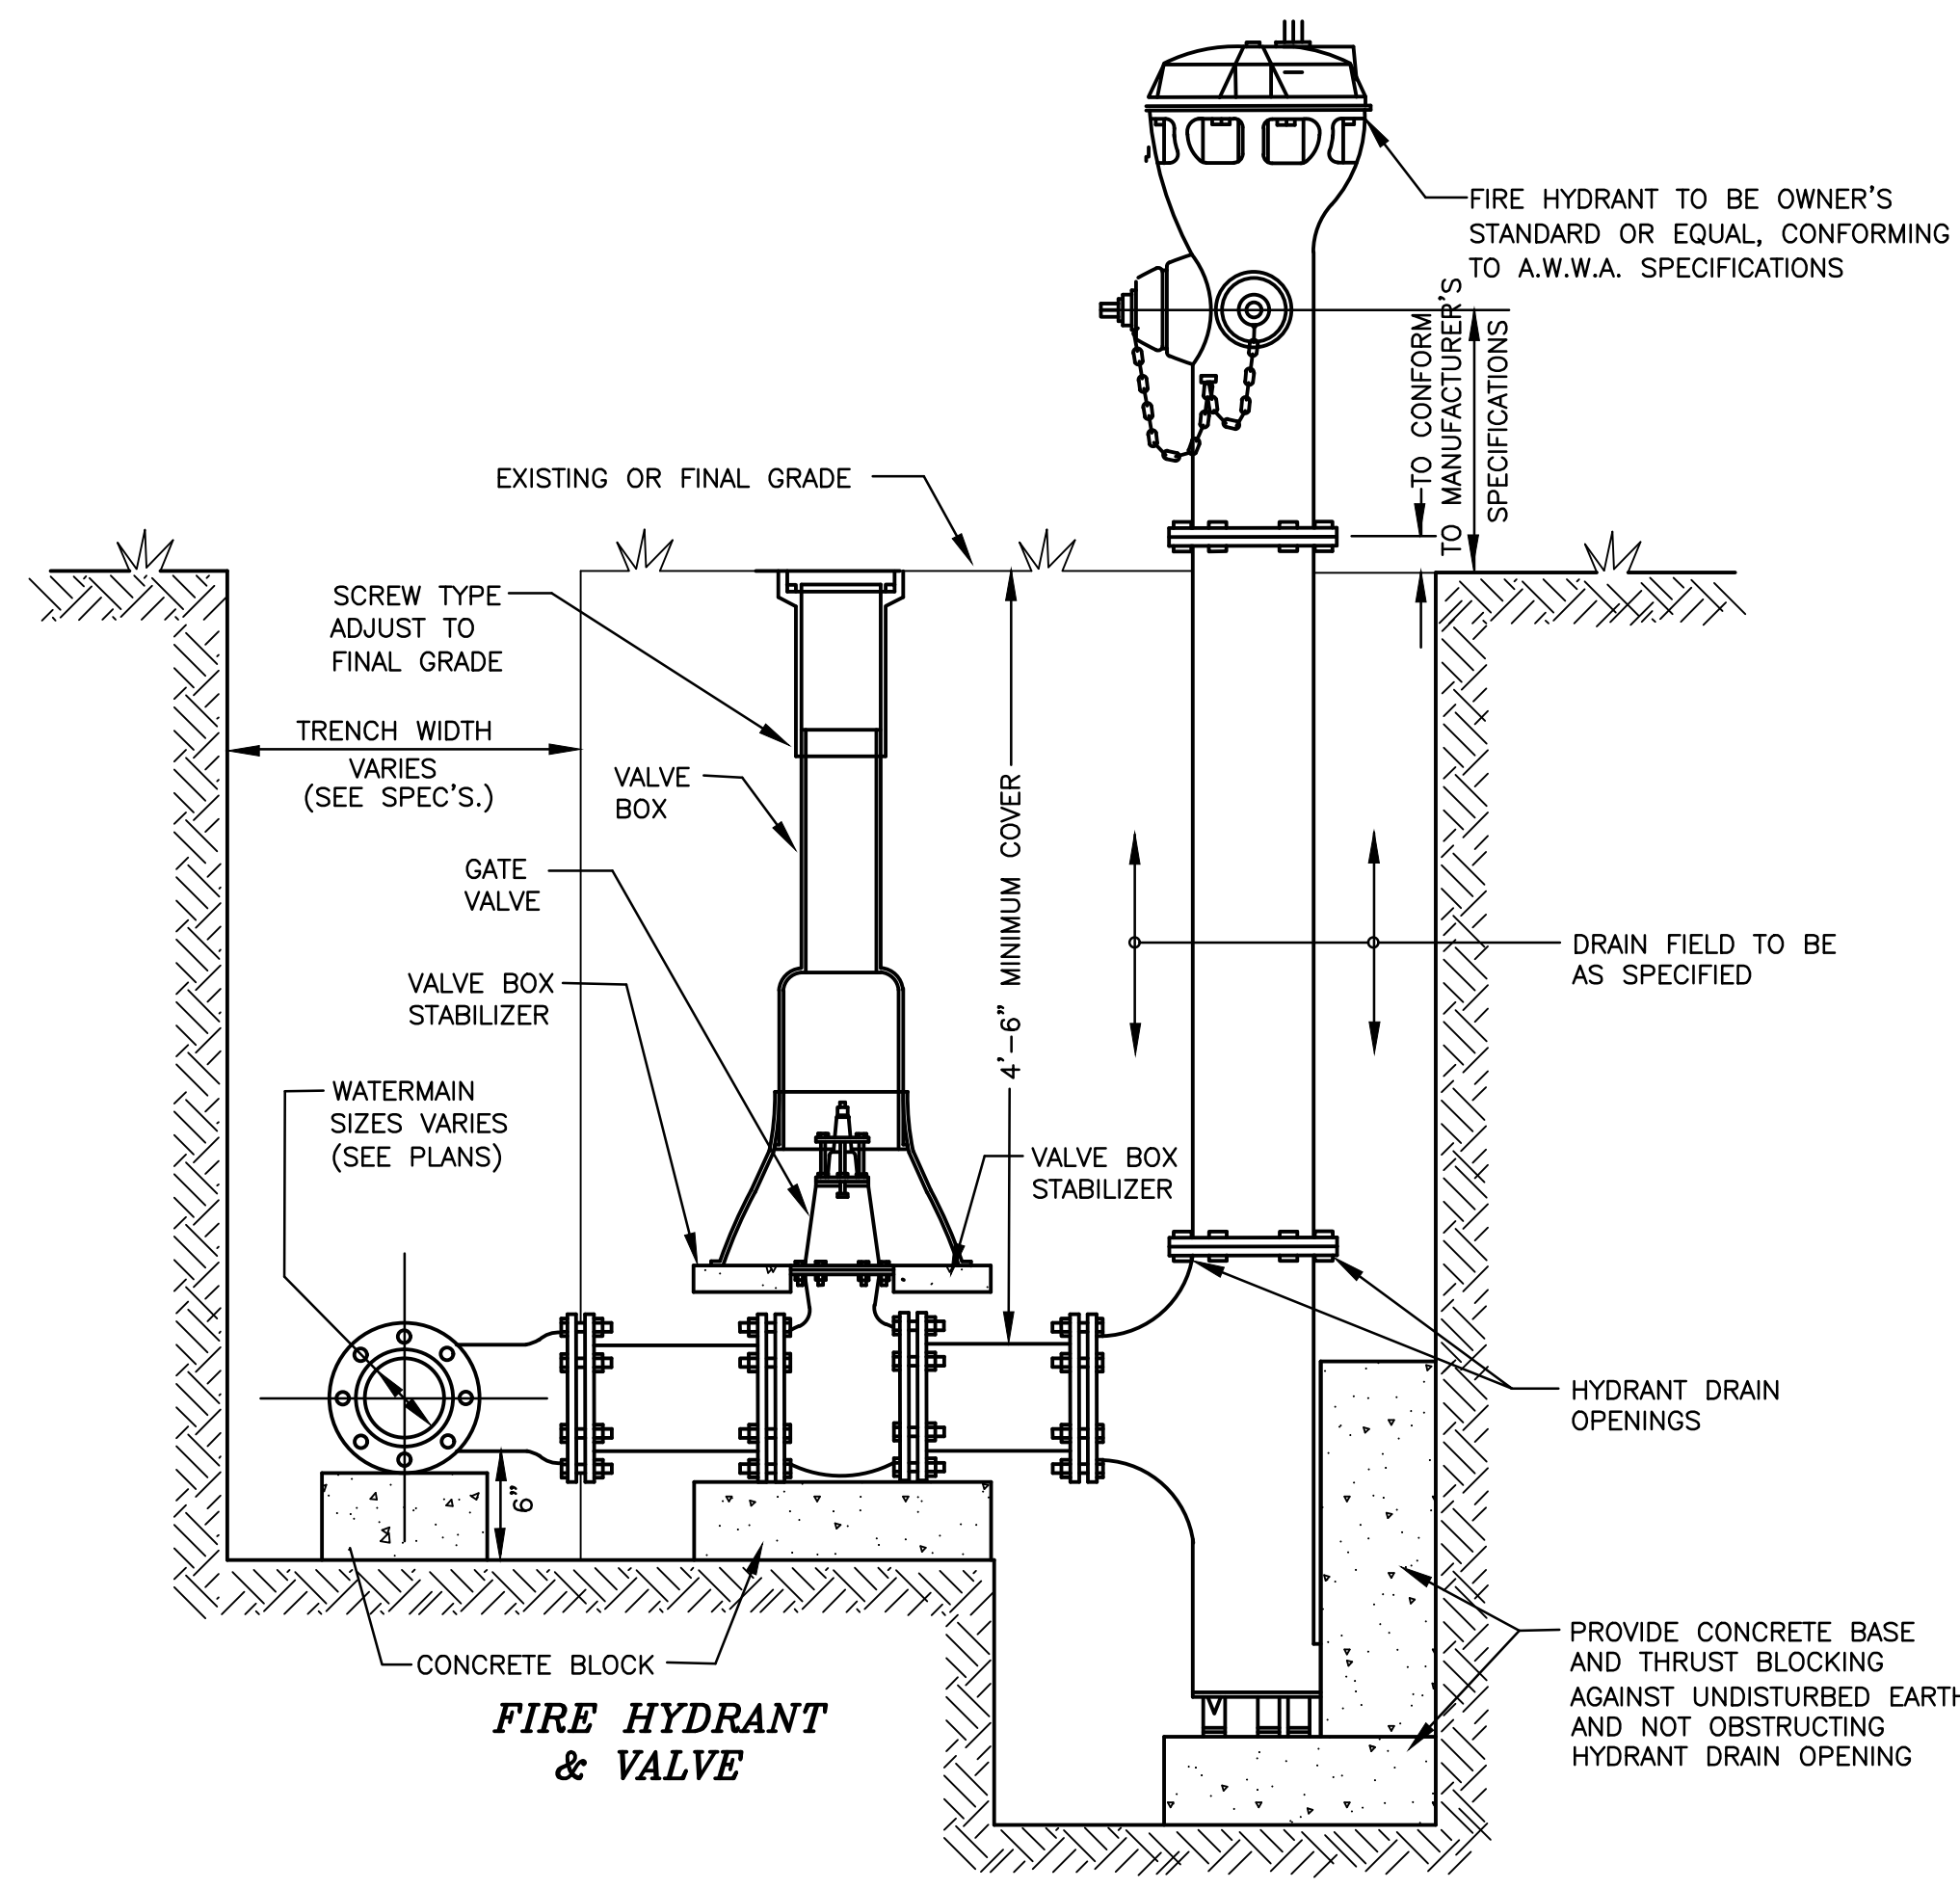 FIRE HYDRANT TO BE OWNER'S
STANDARD OR EQUAL, CONFORMING
TO A.W.W.A. SPECIFICATIONS
TO CONFORM
TO MANUFACTURER'S
SPECIFICATIONS
EXISTING OR FINAL GRADE
SCREW TYPE
ADJUST TO
FINAL GRADE
TRENCH WIDTH
VARIES
(SEE SPEC'S.)
VALVE
BOX
GATE
VALVE
4'-6" MINIMUM COVER
DRAIN FIELD TO BE
AS SPECIFIED
VALVE BOX
STABILIZER
WATERMAIN
SIZES VARIES
(SEE PLANS)
VALVE BOX
STABILIZER
HYDRANT DRAIN
OPENINGS
6"
CONCRETE BLOCK
PROVIDE CONCRETE BASE
AND THRUST BLOCKING
AGAINST UNDISTURBED EARTH
AND NOT OBSTRUCTING
HYDRANT DRAIN OPENING
FIRE HYDRANT
& VALVE